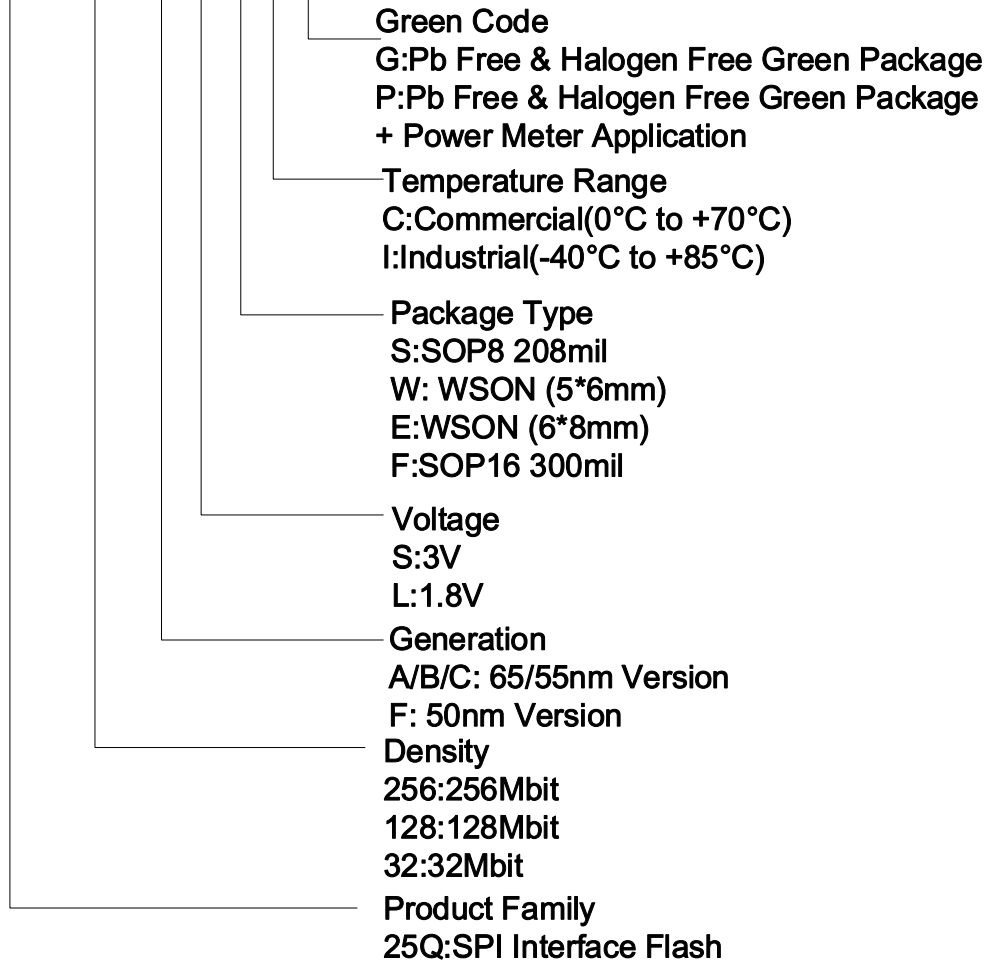 Green Code
G:Pb Free & Halogen Free Green Package
P:Pb Free & Halogen Free Green Package
+ Power Meter Application
Temperature Range
C:Commercial(0°C to +70°C)
I:Industrial(-40°C to +85°C)
Package Type
S:SOP8 208mil
W: WSON (5*6mm)
E:WSON (6*8mm)
F:SOP16 300mil
Voltage
S:3V
L:1.8V
Generation
A/B/C: 65/55nm Version
F: 50nm Version
Density
256:256Mbit
128:128Mbit
32:32Mbit
Product Family
25Q:SPI Interface Flash